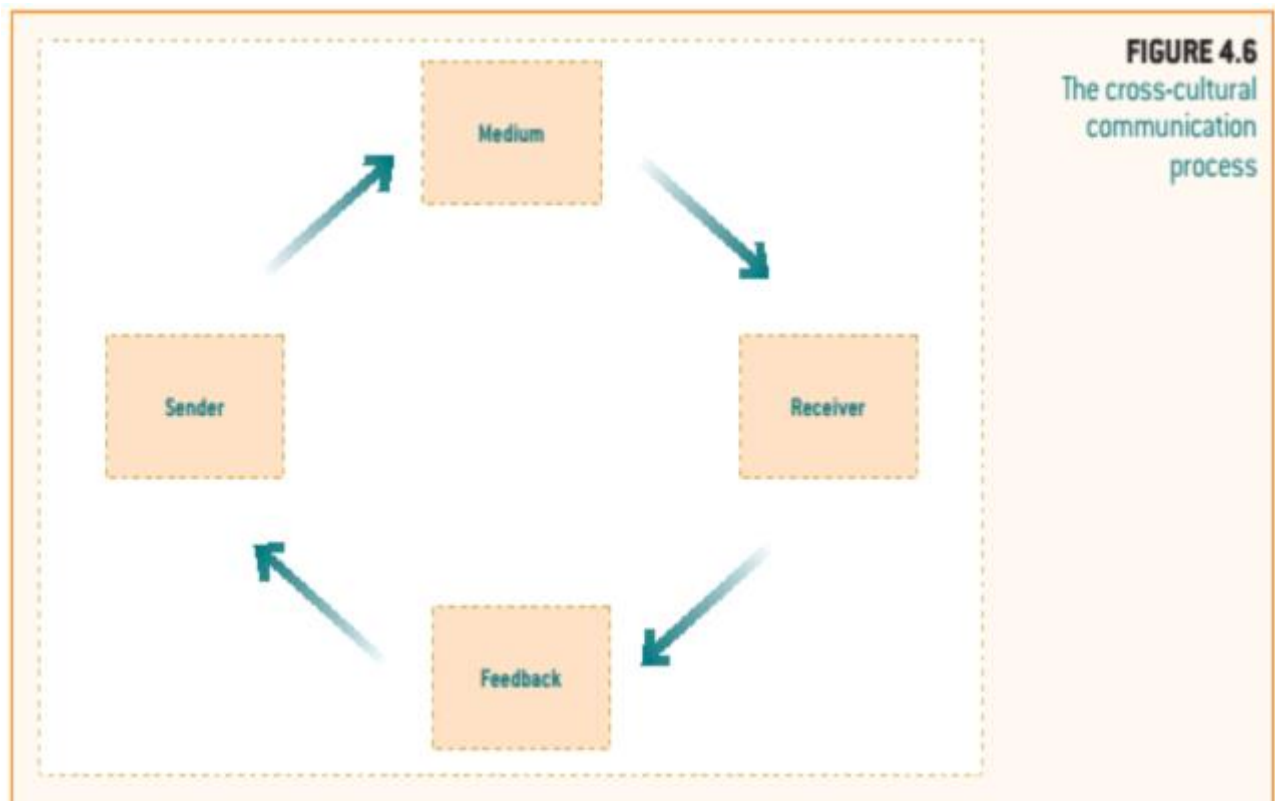 FIGURE 4.6
The cross-cultural
communication
process
Medium
Sender
Receiver
Feedback